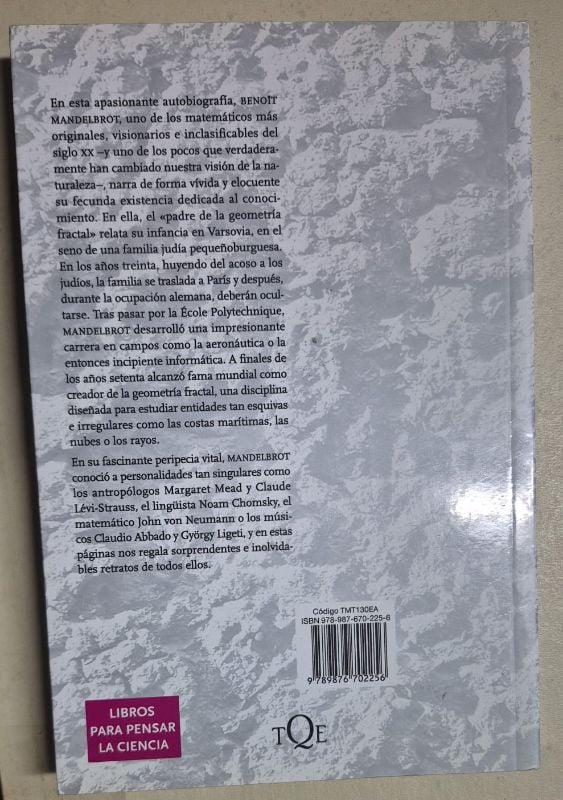 En esta apasionante autobiografía, BENOÎT
MANDELBROT, uno de los matemáticos más
originales, visionarios e inclasificables del
siglo XX –y uno de los pocos que verdadera-
mente han cambiado nuestra visión de la na-
turaleza–, narra de forma vívida y elocuente
su fecunda existencia dedicada al conoci-
miento. En ella, el «padre de la geometría
fractal» relata su infancia en Varsovia, en el
seno de una familia judía pequeñoburguesa.
En los años treinta, huyendo del acoso a los
judíos, la familia se traslada a París y después,
durante la ocupación alemana, deberán ocul-
tarse. Tras pasar por la École Polytechnique,
MANDELBROT desarrolló una impresionante
carrera en campos como la aeronáutica o la
entonces incipiente informática. A finales de
los años setenta alcanzó fama mundial como
creador de la geometría fractal, una disciplina
diseñada para estudiar entidades tan esquivas
e irregulares como las costas marítimas, las
nubes o los rayos.
En su fascinante peripecia vital, MANDELBROT
conoció a personalidades tan singulares como
los antropólogos Margaret Mead y Claude
Lévi-Strauss, el lingüista Noam Chomsky, el
matemático John von Neumann o los músi-
cos Claudio Abbado y György Ligeti, y en estas
páginas nos regala sorprendentes e inolvida-
bles retratos de todos ellos.
Código TMT130EA
ISBN 978-987-670-225-6
9 789876 702256
LIBROS
PARA PENSAR
LA CIENCIA
TQE